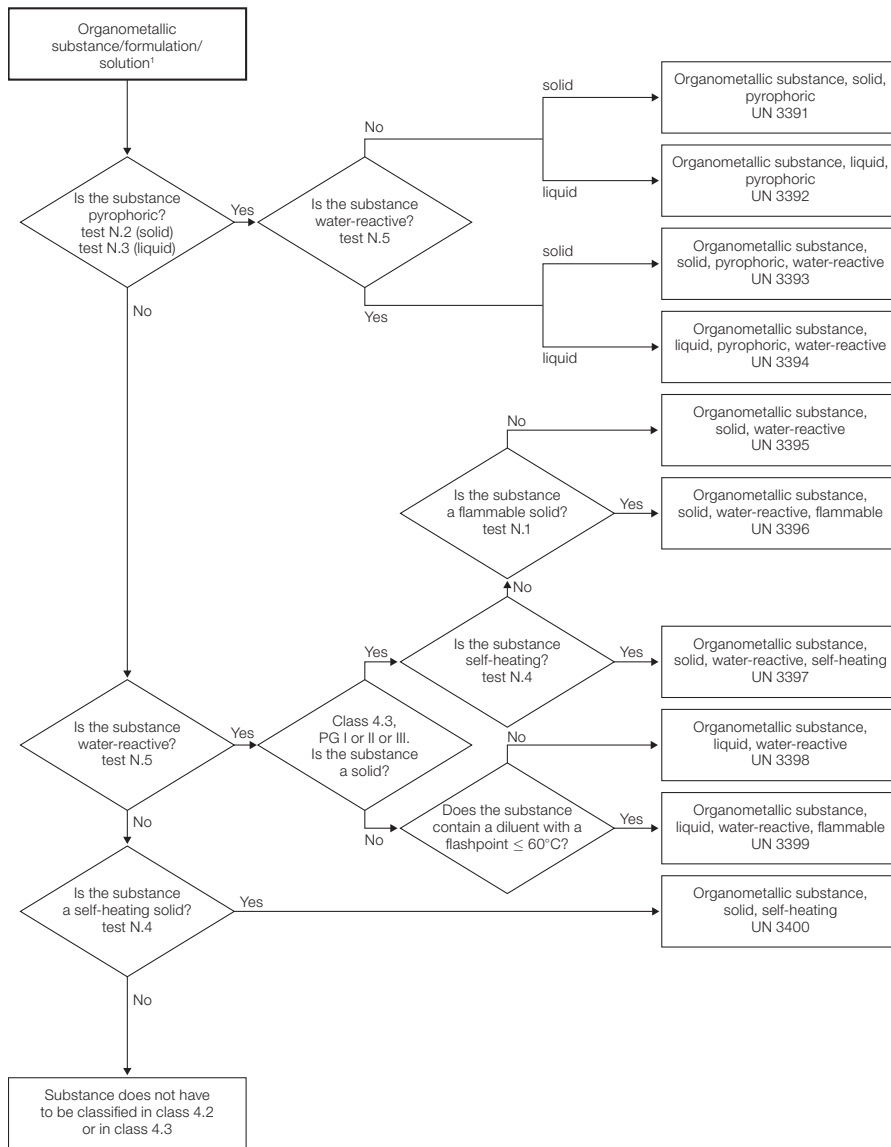 Organometallic
substance/formulation/
solution¹
Is the substance
pyrophoric?
test N.2 (solid)
test N.3 (liquid)
Yes
No
Is the substance
water-reactive?
test N.5
No
Yes
solid
liquid
solid
liquid
Organometallic substance, solid,
pyrophoric
UN 3391
Organometallic substance, liquid,
pyrophoric
UN 3392
Organometallic substance,
solid, pyrophoric, water-reactive
UN 3393
Organometallic substance,
liquid, pyrophoric, water-reactive
UN 3394
No
Organometallic substance,
solid, water-reactive
UN 3395
Is the substance
a flammable solid?
test N.1
Yes
Organometallic substance,
solid, water-reactive, flammable
UN 3396
No
Yes
Is the substance
self-heating?
test N.4
Yes
Organometallic substance,
solid, water-reactive, self-heating
UN 3397
Is the substance
water-reactive?
test N.5
Yes
Class 4.3,
PG I or II or III.
Is the substance
a solid?
No
Organometallic substance,
liquid, water-reactive
UN 3398
No
No
Does the substance
contain a diluent with a
flashpoint ≤ 60°C?
Yes
Organometallic substance,
liquid, water-reactive, flammable
UN 3399
Is the substance
a self-heating solid?
test N.4
Yes
Organometallic substance,
solid, self-heating
UN 3400
No
Substance does not have
to be classified in class 4.2
or in class 4.3